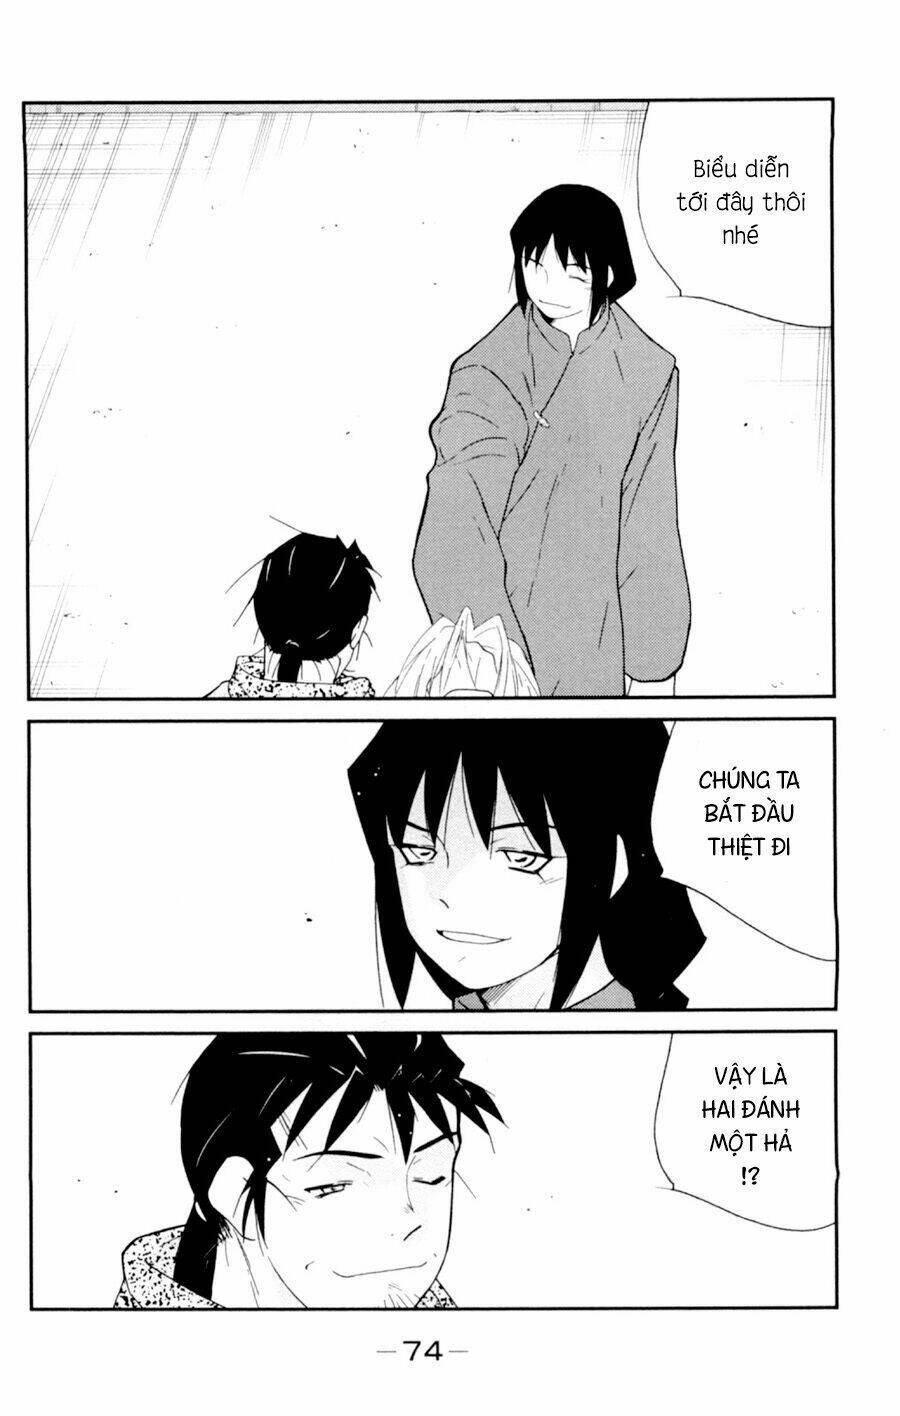 Biểu diễn
tới đây thôi
nhé
CHÚNG TA
BẮT ĐẦU
THIỆT ĐI
VẬY LÀ
HAI ĐÁNH
MỘT HẢ
!?
—74—